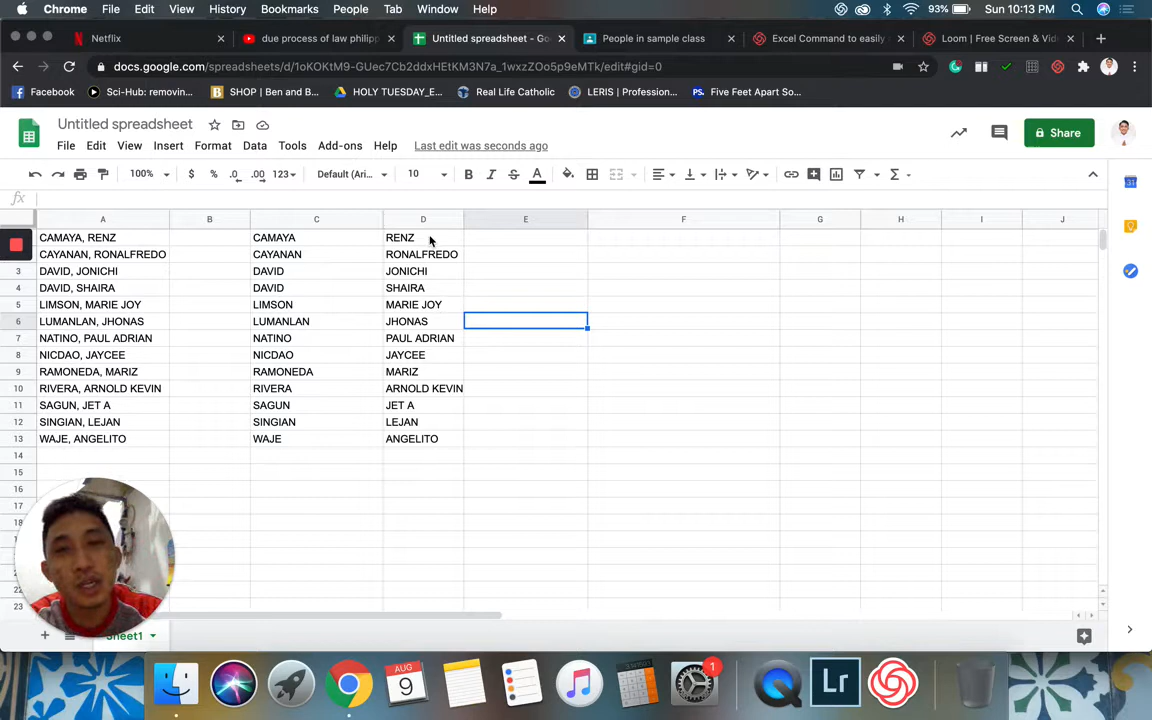 Chrome File Edit View History Bookmarks People Tab Window Help 93% Sun 10:13 PM
Netflix × due process of law philipp × Untitled spreadsheet - Goo × People in sample class × Excel Command to easily × Loom | Free Screen & Vide × +
docs.google.com/spreadsheets/d/1oKOKtM9-GUec7Cb2ddxHEtKM3N7a_1wxzZOo5p9eMTk/edit#gid=0
Facebook Sci-Hub: removin... SHOP | Ben and B... HOLY TUESDAY_E... Real Life Catholic LERIS | Profession... PS. Five Feet Apart So...
Untitled spreadsheet
Share
File Edit View Insert Format Data Tools Add-ons Help Last edit was seconds ago
100% $ % .0 .00 123 Default (Ari... 10 B I S A Σ
fx
A B C D E F G H I J
CAMAYA, RENZ CAMAYA RENZ
CAYANAN, RONALFREDO CAYANAN RONALFREDO
3 DAVID, JONICHI DAVID JONICHI
4 DAVID, SHAIRA DAVID SHAIRA
5 LIMSON, MARIE JOY LIMSON MARIE JOY
6 LUMANLAN, JHONAS LUMANLAN JHONAS
7 NATINO, PAUL ADRIAN NATINO PAUL ADRIAN
8 NICDAO, JAYCEE NICDAO JAYCEE
9 RAMONEDA, MARIZ RAMONEDA MARIZ
10 RIVERA, ARNOLD KEVIN RIVERA ARNOLD KEVIN
11 SAGUN, JET A SAGUN JET A
12 SINGIAN, LEJAN SINGIAN LEJAN
13 WAJE, ANGELITO WAJE ANGELITO
14
15
16
17
18
22
23
+ Sheet1
AUG
9
1
Lr